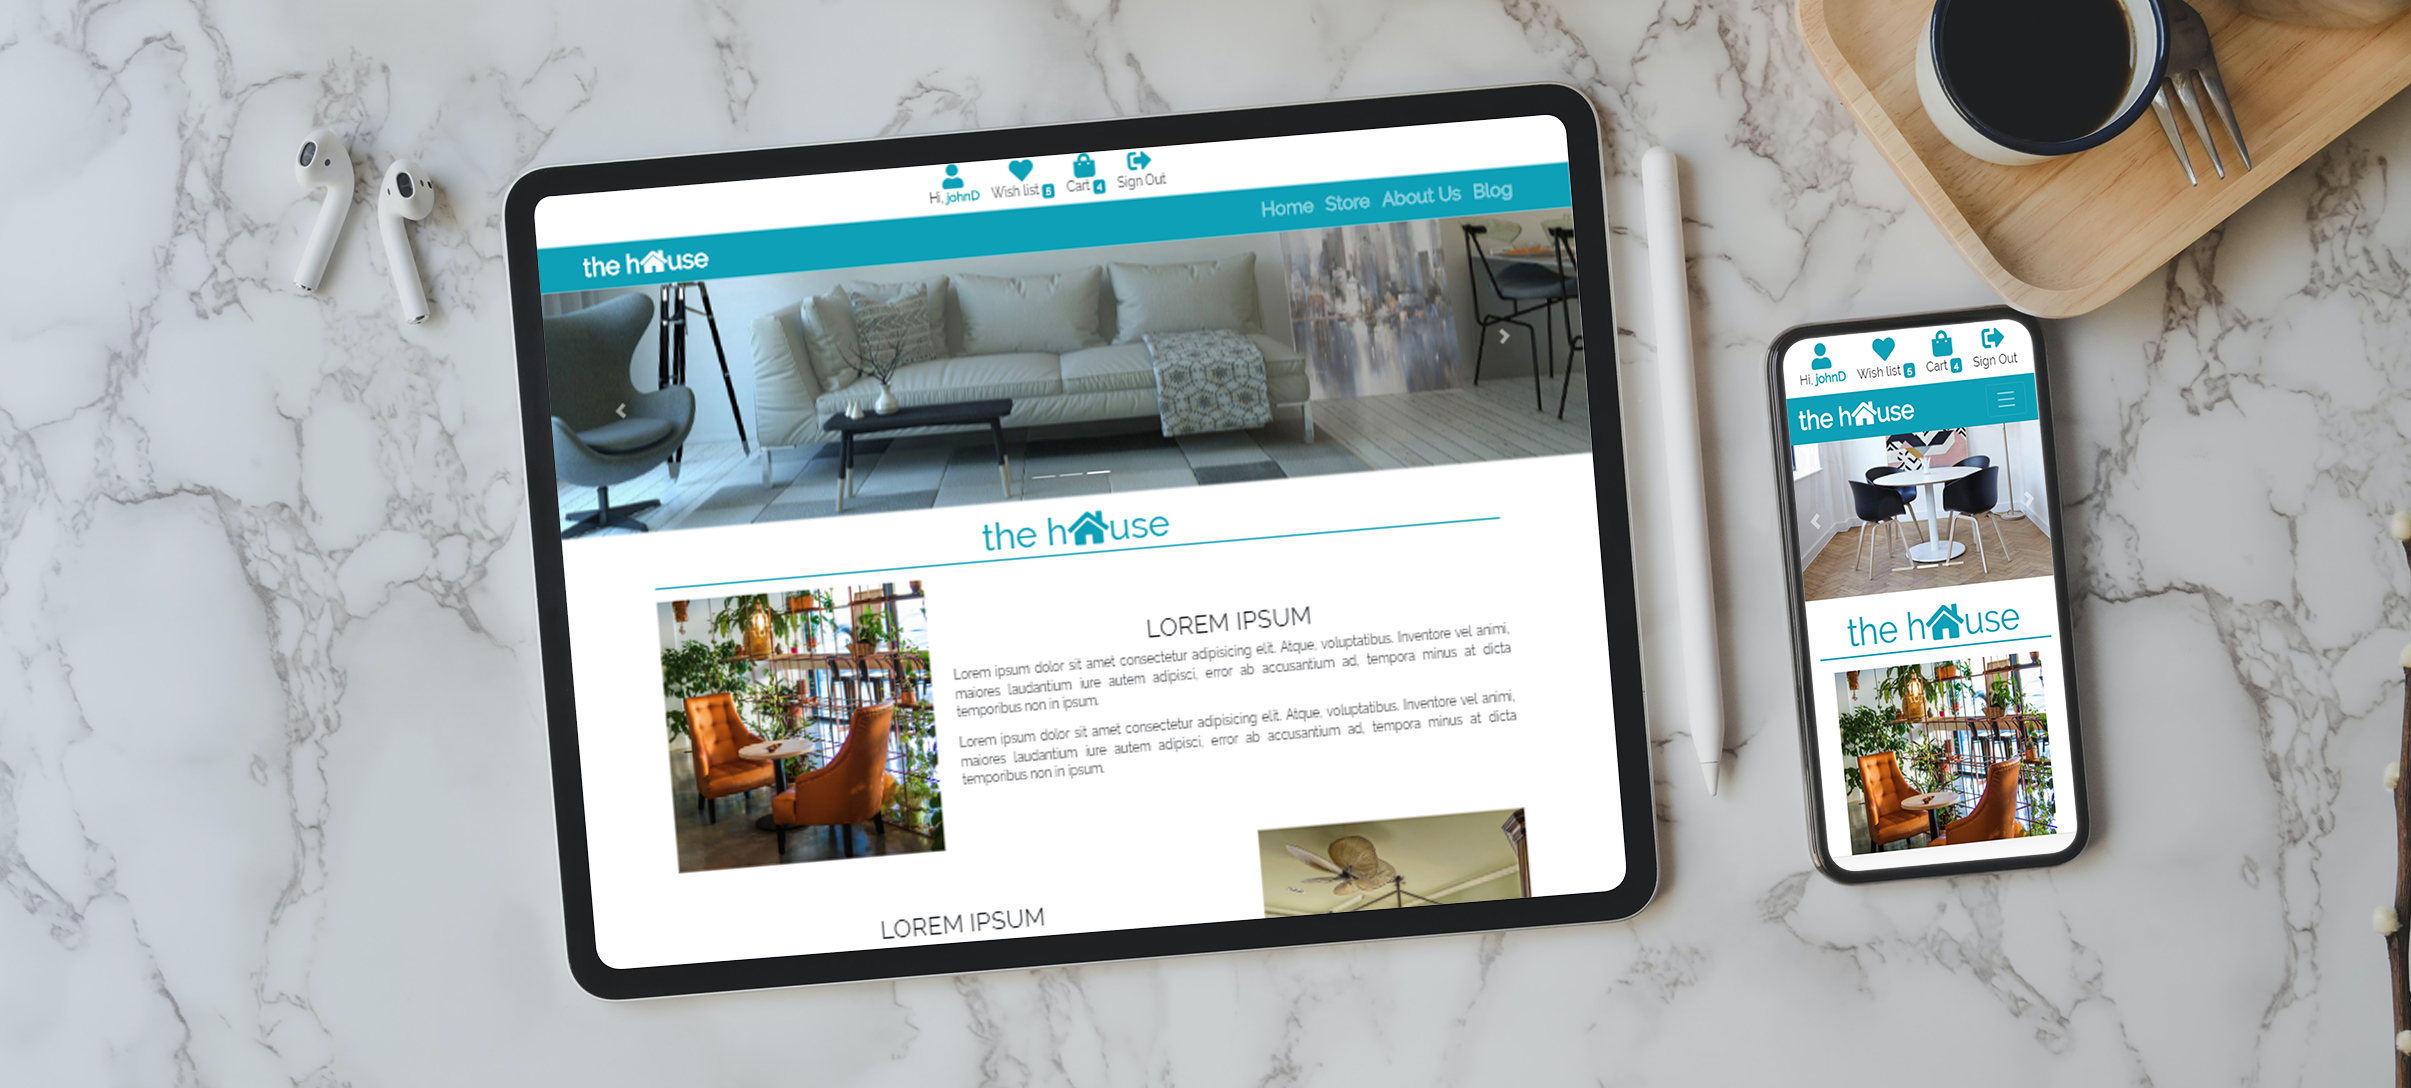 Hi, johnD Wish list 5 Cart 4 Sign Out
Home Store About Us Blog
the house
the house
LOREM IPSUM
Lorem ipsum dolor sit amet consectetur adipisicing elit. Atque, voluptatibus. Inventore vel animi,
maiores laudantium iure autem adipisci, error ab accusantium ad, tempora minus at dicta
temporibus non in ipsum.
Lorem ipsum dolor sit amet consectetur adipisicing elit. Atque, voluptatibus. Inventore vel animi,
maiores laudantium iure autem adipisci, error ab accusantium ad, tempora minus at dicta
temporibus non in ipsum.
LOREM IPSUM
Hi, johnD Wish list 5 Cart 4 Sign Out
the house
the house